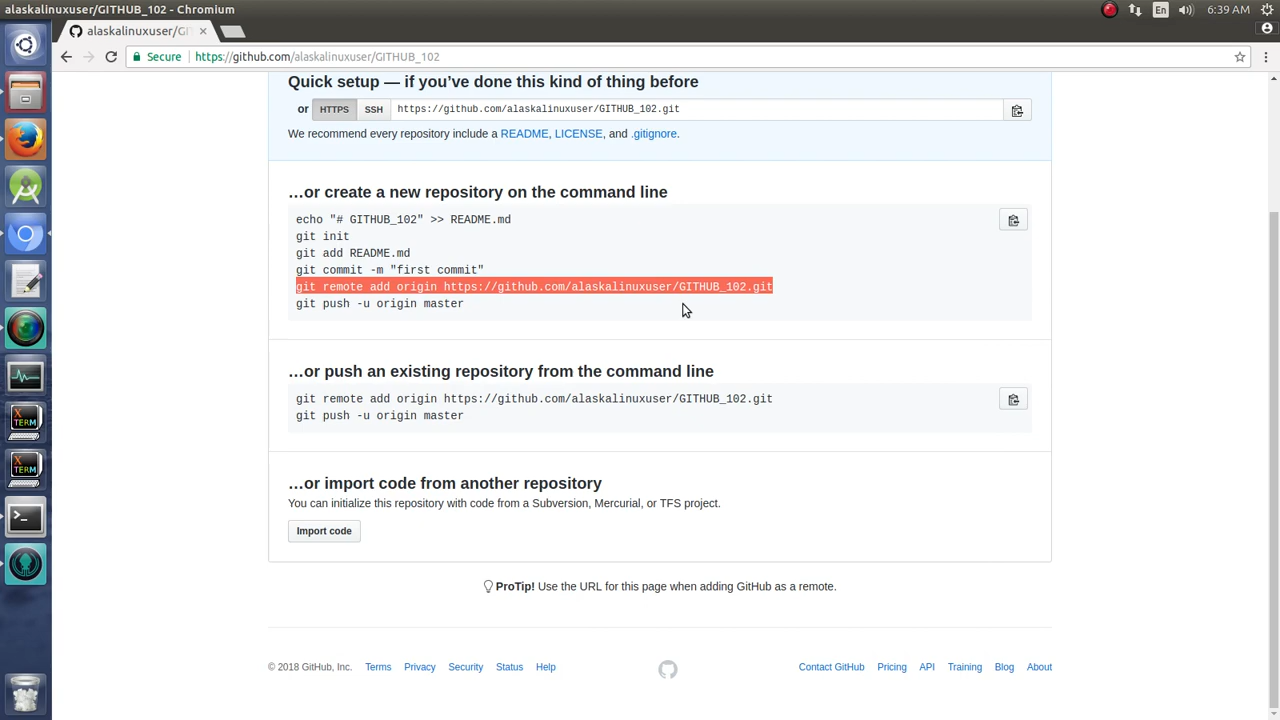 alaskalinuxuser/GITHUB_102 - Chromium
En
6:39 AM
alaskalinuxuser/GI
Secure
https://github.com/alaskalinuxuser/GITHUB_102
Quick setup — if you’ve done this kind of thing before
or HTTPS SSH https://github.com/alaskalinuxuser/GITHUB_102.git
We recommend every repository include a README, LICENSE, and .gitignore.
…or create a new repository on the command line
echo "# GITHUB_102" >> README.md
git init
git add README.md
git commit -m "first commit"
git remote add origin https://github.com/alaskalinuxuser/GITHUB_102.git
git push -u origin master
…or push an existing repository from the command line
git remote add origin https://github.com/alaskalinuxuser/GITHUB_102.git
git push -u origin master
…or import code from another repository
You can initialize this repository with code from a Subversion, Mercurial, or TFS project.
Import code
ProTip! Use the URL for this page when adding GitHub as a remote.
© 2018 GitHub, Inc. Terms Privacy Security Status Help Contact GitHub Pricing API Training Blog About
X
TERM
X
TERM